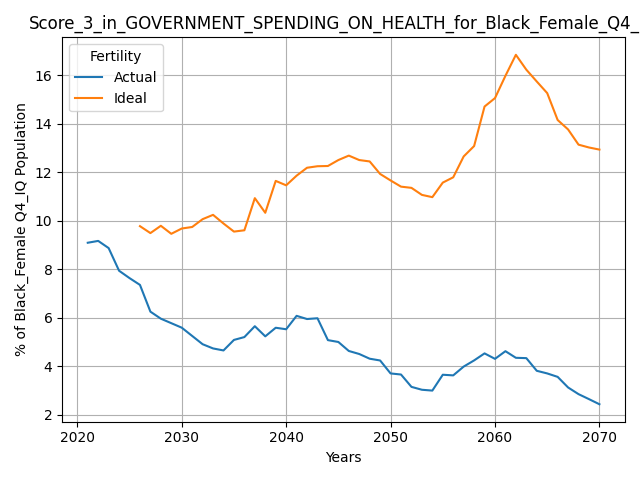 Score_3_in_GOVERNMENT_SPENDING_ON_HEALTH_for_Black_Female_Q4_
Fertility
Actual
Ideal
% of Black_Female Q4_IQ Population
16
14
12
10
8
6
4
2
2020 2030 2040 2050 2060 2070
Years